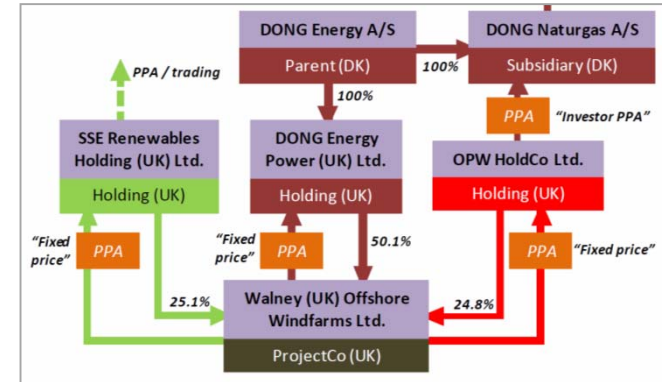 DONG Energy A/S
Parent (DK)
DONG Naturgas A/S
Subsidiary (DK)
100%
PPA / trading
100%
PPA
“Investor PPA”
SSE Renewables
Holding (UK) Ltd.
Holding (UK)
DONG Energy
Power (UK) Ltd.
Holding (UK)
OPW HoldCo Ltd.
Holding (UK)
“Fixed
price”
PPA
“Fixed
price”
PPA
50.1%
PPA
“Fixed price”
25.1%
24.8%
Walney (UK) Offshore
Windfarms Ltd.
ProjectCo (UK)